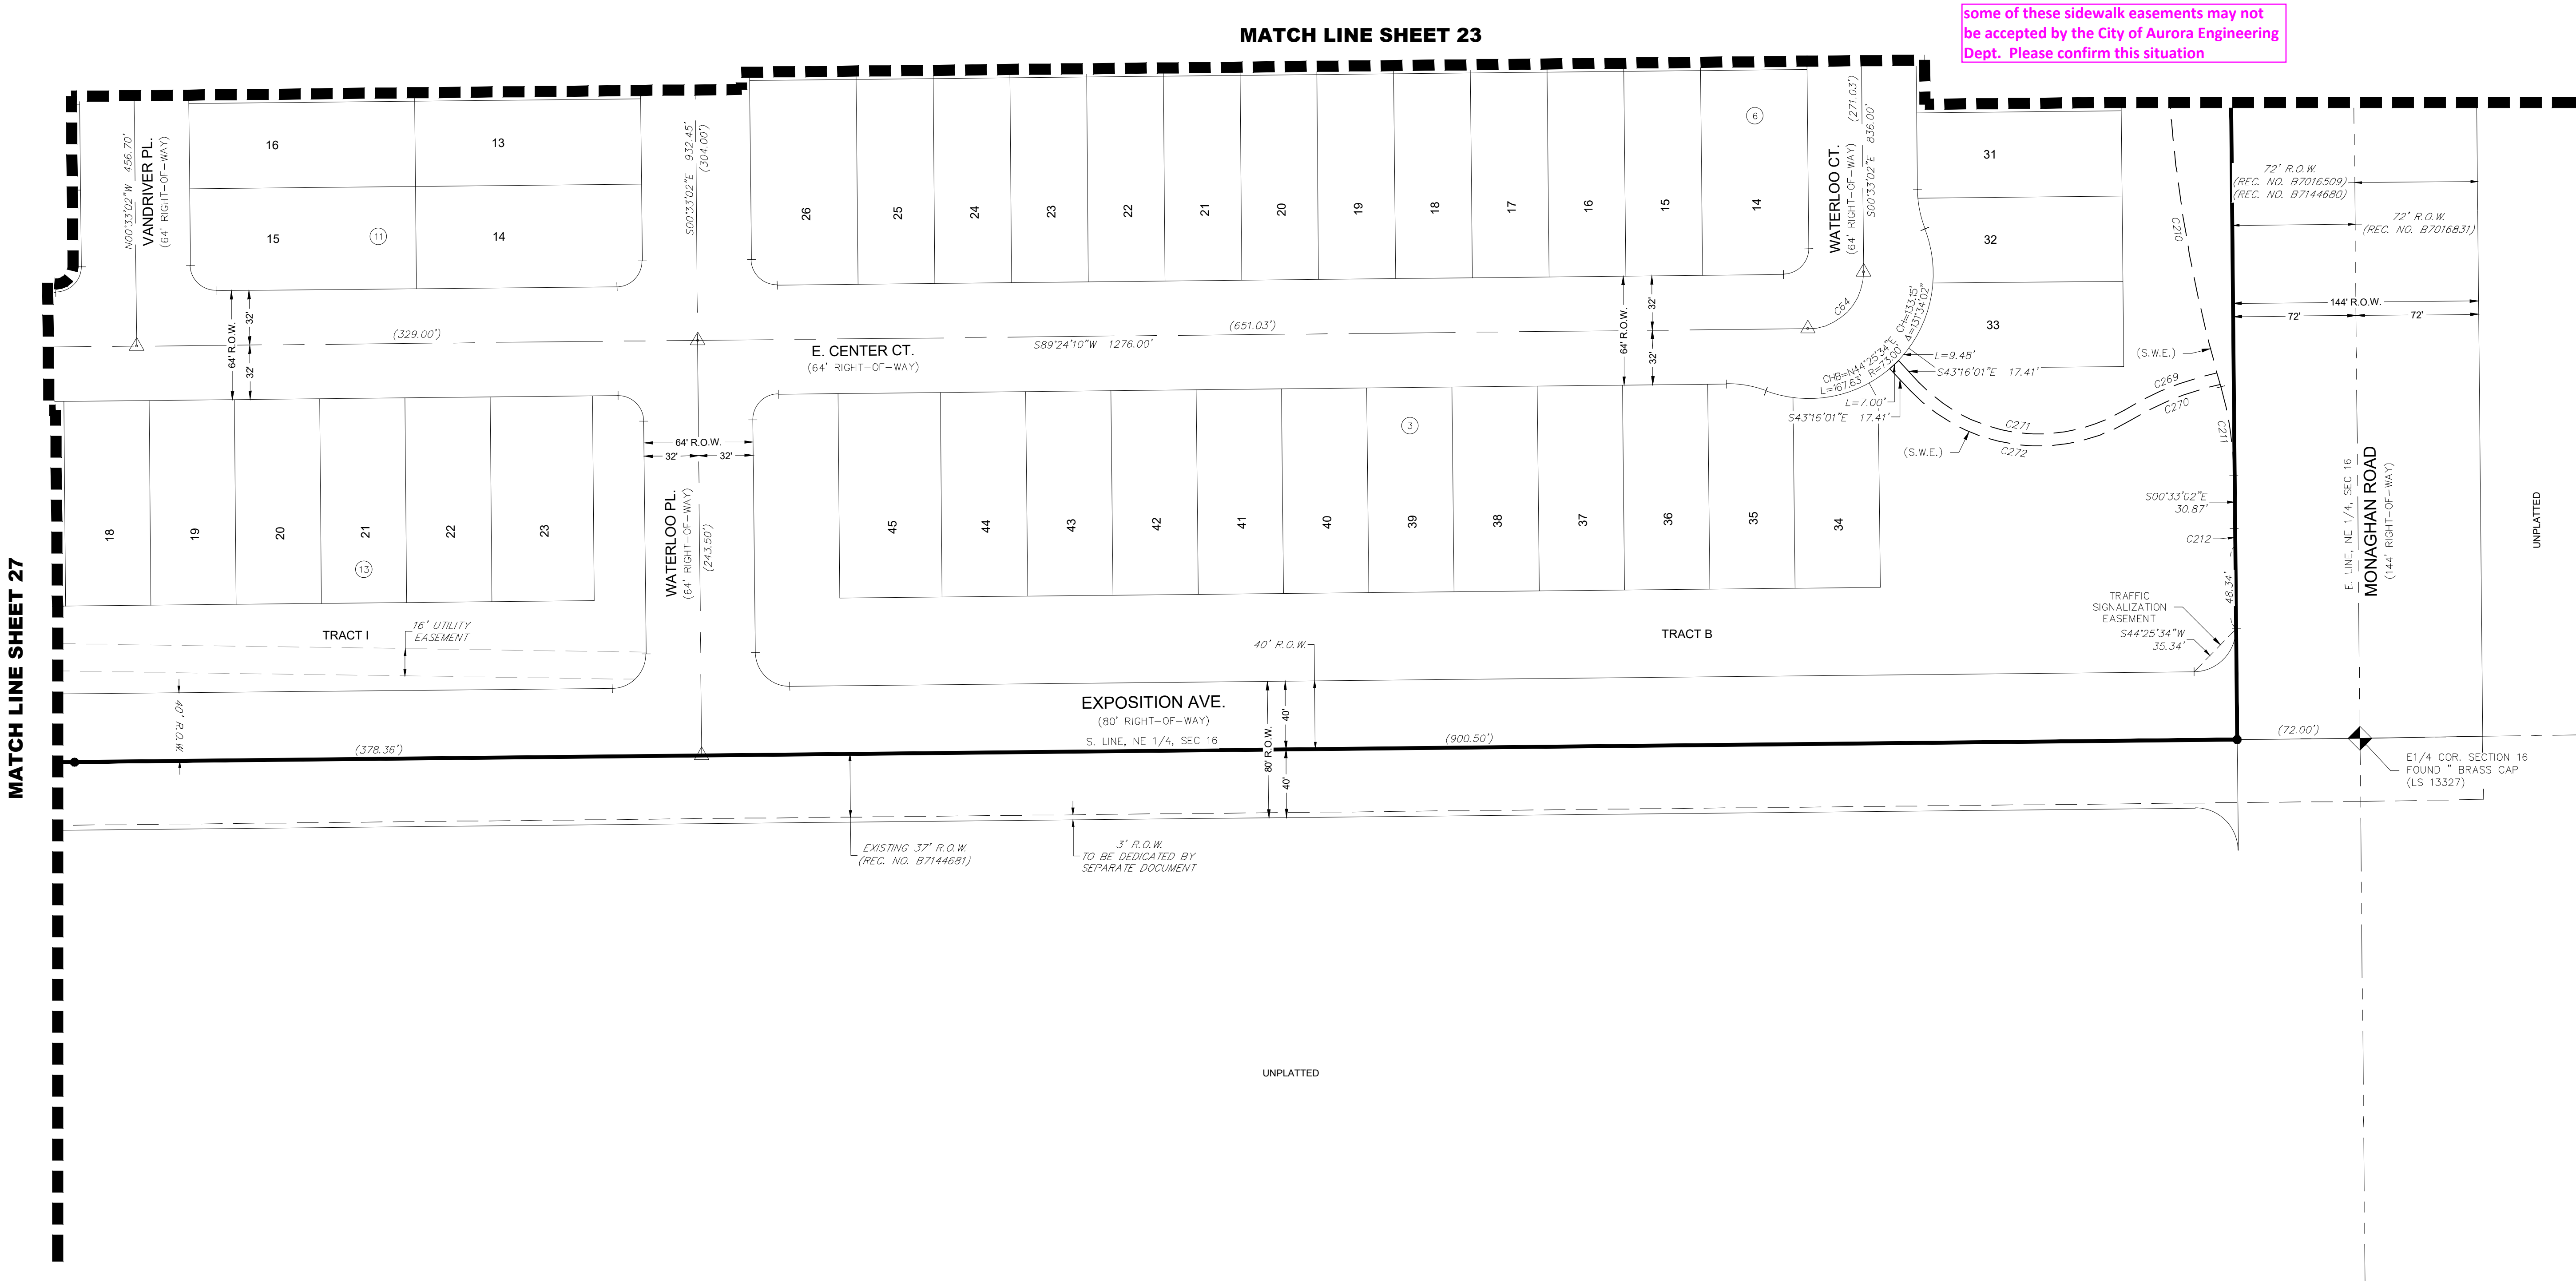 some of these sidewalk easements may not
be accepted by the City of Aurora Engineering
Dept. Please confirm this situation
MATCH LINE SHEET 23
MATCH LINE SHEET 27
N00°33'02"W 456.70'
VANDRIVER PL.
(64' RIGHT-OF-WAY)
16
13
15
11
14
S00°33'02"E 932.45'
(304.00')
26
25
24
23
22
21
20
19
18
17
16
15
14
6
WATERLOO CT.
(64' RIGHT-OF-WAY)
(271.03')
S00°33'02"E 836.00'
31
32
33
C210
72' R.O.W.
(REC. NO. B7016509)
(REC. NO. B7144680)
72' R.O.W.
(REC. NO. B7016831)
144' R.O.W.
72'
72'
64' R.O.W.
32'
32'
(329.00')
(651.03')
S89°24'10"W 1276.00'
E. CENTER CT.
(64' RIGHT-OF-WAY)
64' R.O.W.
32'
32'
C64
CHB=N44°25'34"E CH=133.15'
L=167.63' R=73.00' Δ=131°34'02"
L=9.48'
S43°16'01"E 17.41'
L=7.00'
S43°16'01"E 17.41'
(S.W.E.)
C269
C270
C271
C272
(S.W.E.)
C211
18
19
20
21
22
23
13
64' R.O.W.
32'
32'
WATERLOO PL.
(64' RIGHT-OF-WAY)
(243.50')
45
44
43
42
41
40
39
38
37
36
35
34
3
S00°33'02"E
30.87'
C212
48.34'
TRAFFIC
SIGNALIZATION
EASEMENT
S44°25'34"W
35.34'
E. LINE, NE 1/4, SEC 16
MONAGHAN ROAD
(144' RIGHT-OF-WAY)
UNPLATTED
TRACT I
16' UTILITY
EASEMENT
TRACT B
40' R.O.W.
40' R.O.W.
EXPOSITION AVE.
(80' RIGHT-OF-WAY)
S. LINE, NE 1/4, SEC 16
80' R.O.W.
40'
40'
(378.36')
(900.50')
(72.00')
E1/4 COR. SECTION 16
FOUND " BRASS CAP
(LS 13327)
EXISTING 37' R.O.W.
(REC. NO. B7144681)
3' R.O.W.
TO BE DEDICATED BY
SEPARATE DOCUMENT
UNPLATTED